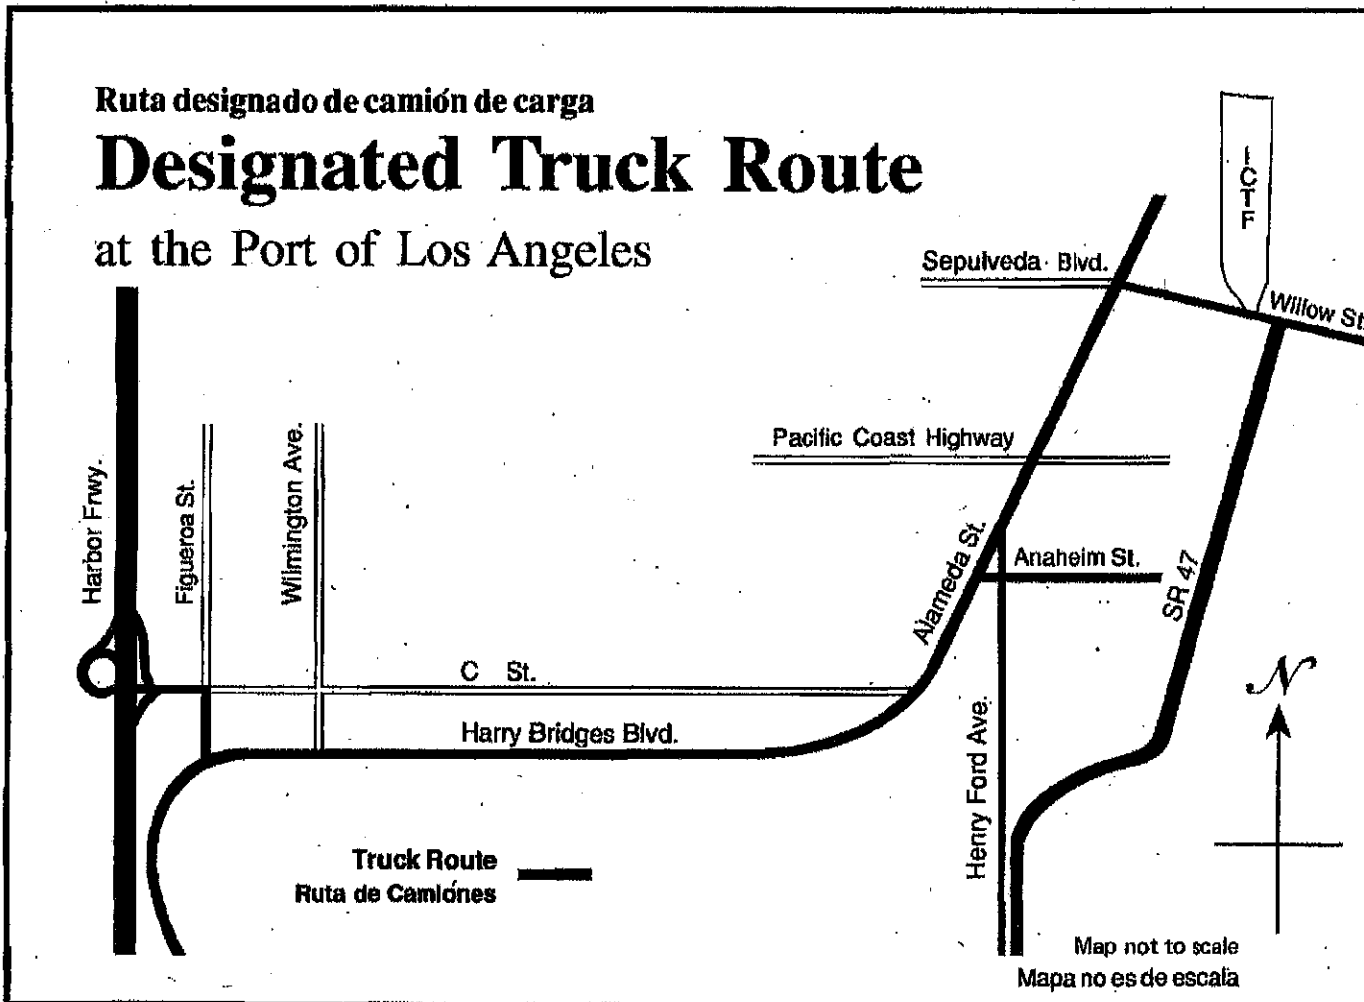 Ruta designado de camión de carga
Designated Truck Route
at the Port of Los Angeles
I
C
T
F
Sepulveda Blvd.
Willow St.
Pacific Coast Highway
Harbor Frwy.
Figueroa St.
Wilmington Ave.
Alameda St.
Anaheim St.
SR 47
C St.
N
Harry Bridges Blvd.
Henry Ford Ave.
Truck Route
Ruta de Camiónes
Map not to scale
Mapa no es de escala